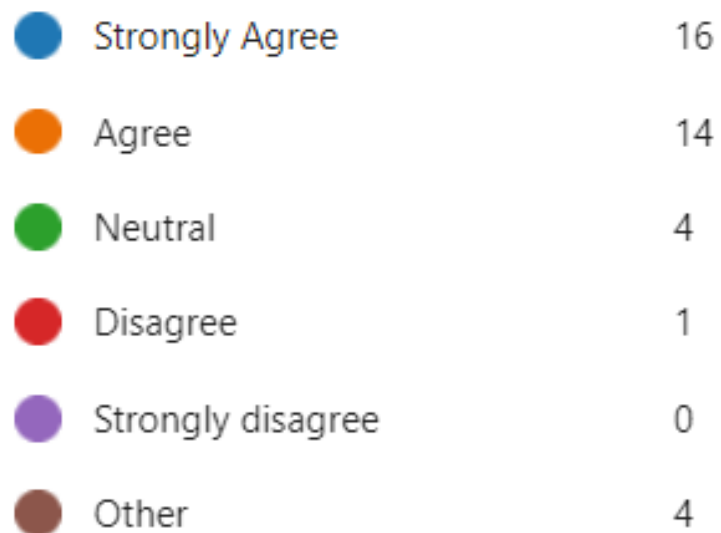 Strongly Agree 16
Agree 14
Neutral 4
Disagree 1
Strongly disagree 0
Other 4